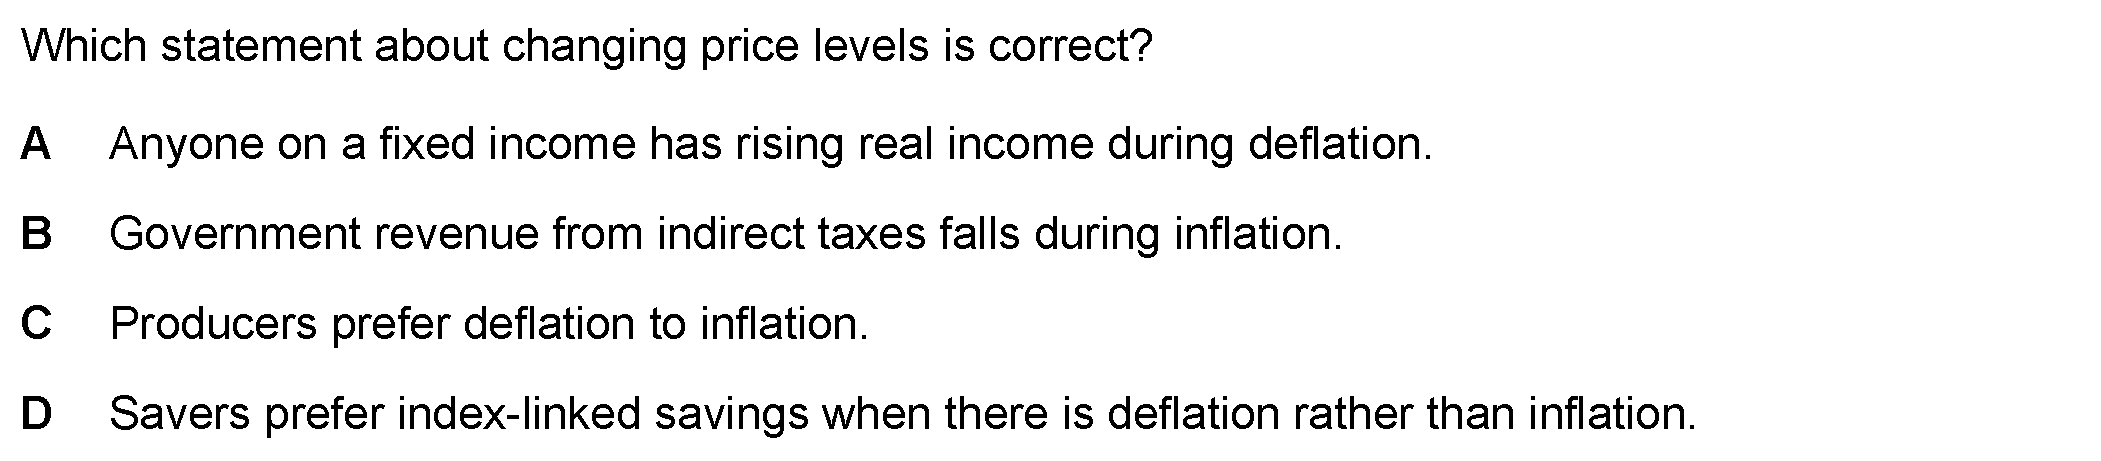 Which statement about changing price levels is correct?
A Anyone on a fixed income has rising real income during deflation.
B Government revenue from indirect taxes falls during inflation.
C Producers prefer deflation to inflation.
D Savers prefer index-linked savings when there is deflation rather than inflation.